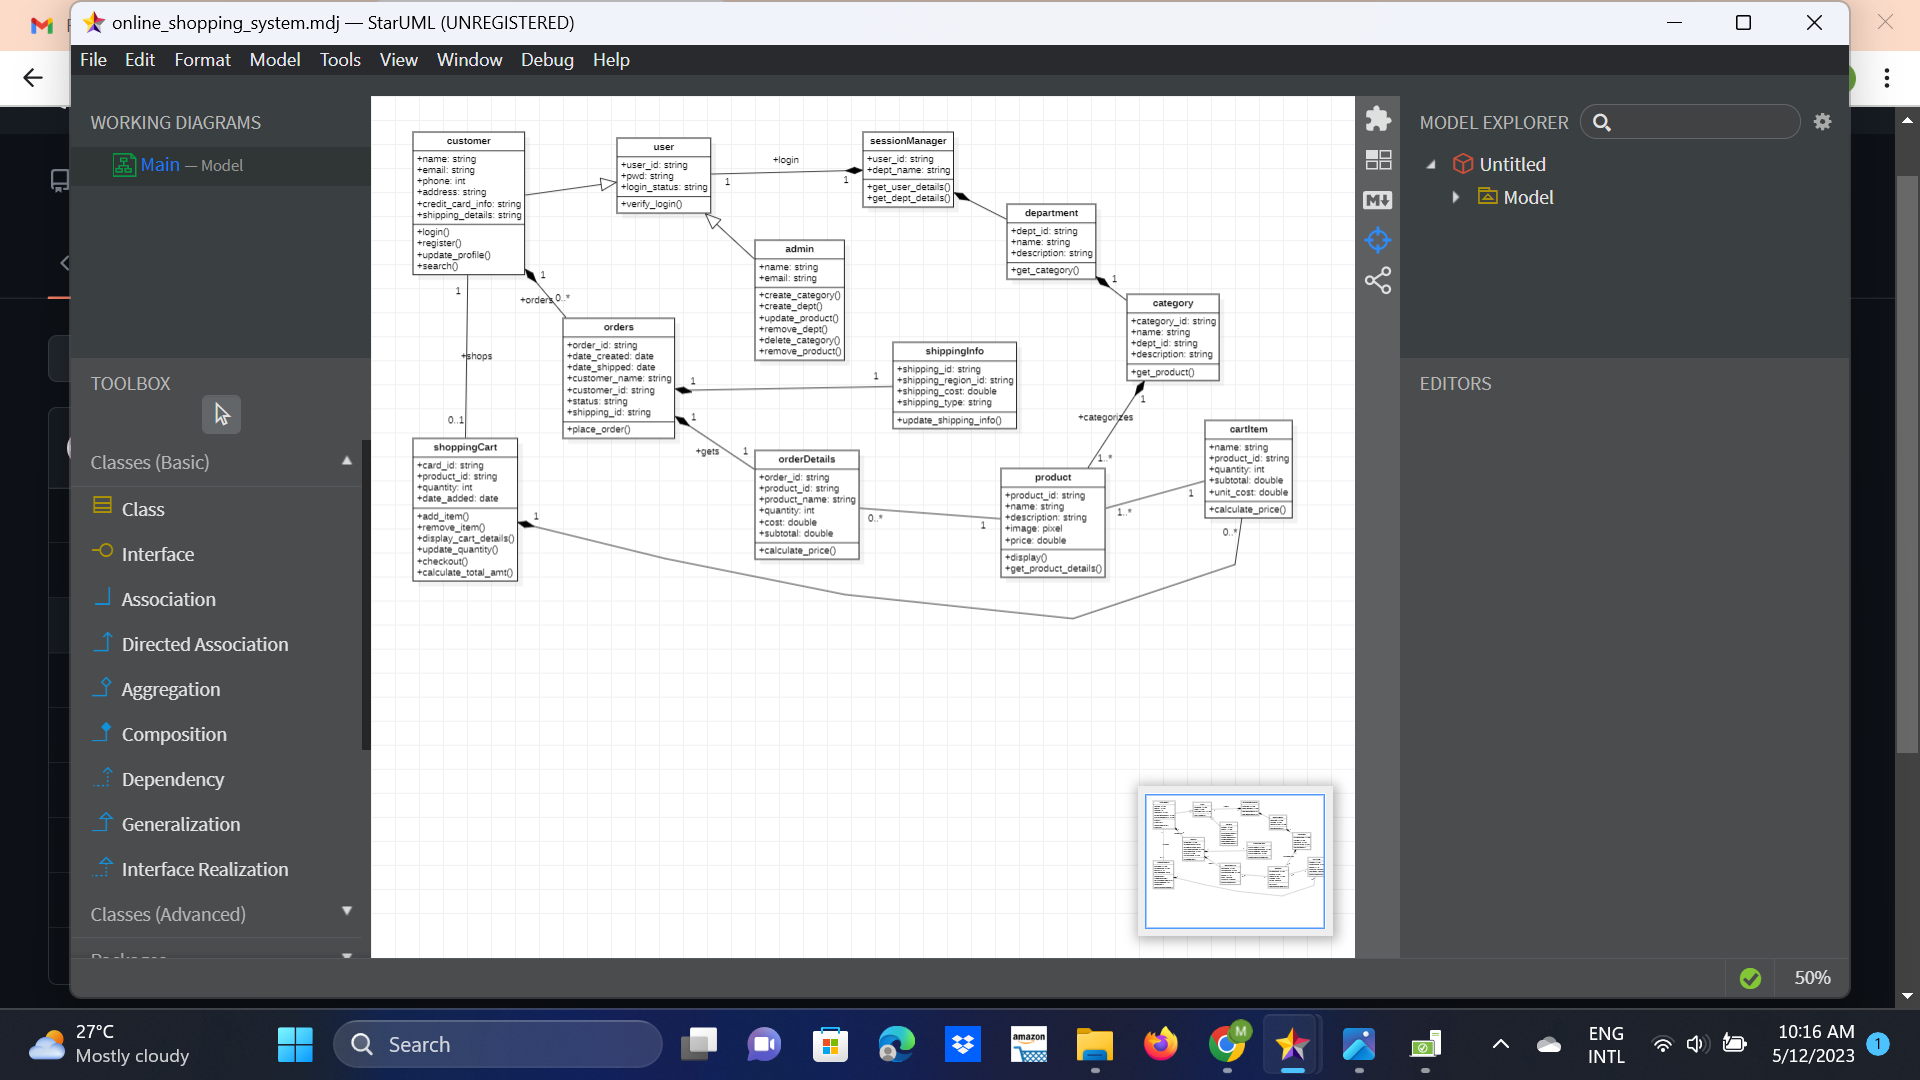 online_shopping_system.mdj — StarUML (UNREGISTERED)
File Edit Format Model Tools View Window Debug Help
WORKING DIAGRAMS
Main — Model
TOOLBOX
Classes (Basic)
Class
Interface
Association
Directed Association
Aggregation
Composition
Dependency
Generalization
Interface Realization
Classes (Advanced)
customer
+name: string
+email: string
+phone: int
+address: string
+credit_card_info: string
+shipping_details: string
+login()
+register()
+update_profile()
+search()
user
+user_id: string
+pwd: string
+login_status: string
+verify_login()
+login
1
1
sessionManager
+user_id: string
+dept_name: string
+get_user_details()
+get_dept_details()
department
+dept_id: string
+name: string
+description: string
+get_category()
1
admin
+name: string
+email: string
+create_category()
+create_dept()
+update_product()
+remove_dept()
+delete_category()
+remove_product()
category
+category_id: string
+name: string
+dept_id: string
+description: string
+get_product()
1
+categorizes
1..*
1
+orders
0..*
1
+shops
0..1
orders
+order_id: string
+date_created: date
+date_shipped: date
+customer_name: string
+customer_id: string
+status: string
+shipping_id: string
+place_order()
1
1
shippingInfo
+shipping_id: string
+shipping_region_id: string
+shipping_cost: double
+shipping_type: string
+update_shipping_info()
1
+gets
1
shoppingCart
+card_id: string
+product_id: string
+quantity: int
+date_added: date
+add_item()
+remove_item()
+display_cart_details()
+update_quantity()
+checkout()
+calculate_total_amt()
1
orderDetails
+order_id: string
+product_id: string
+product_name: string
+quantity: int
+cost: double
+subtotal: double
+calculate_price()
0..*
1
product
+product_id: string
+name: string
+description: string
+image: pixel
+price: double
+display()
+get_product_details()
1..*
1
cartItem
+name: string
+product_id: string
+quantity: int
+subtotal: double
+unit_cost: double
+calculate_price()
0..*
MODEL EXPLORER
Untitled
Model
EDITORS
50%
27°C
Mostly cloudy
Search
amazon
M
ENG
INTL
10:16 AM
5/12/2023
1